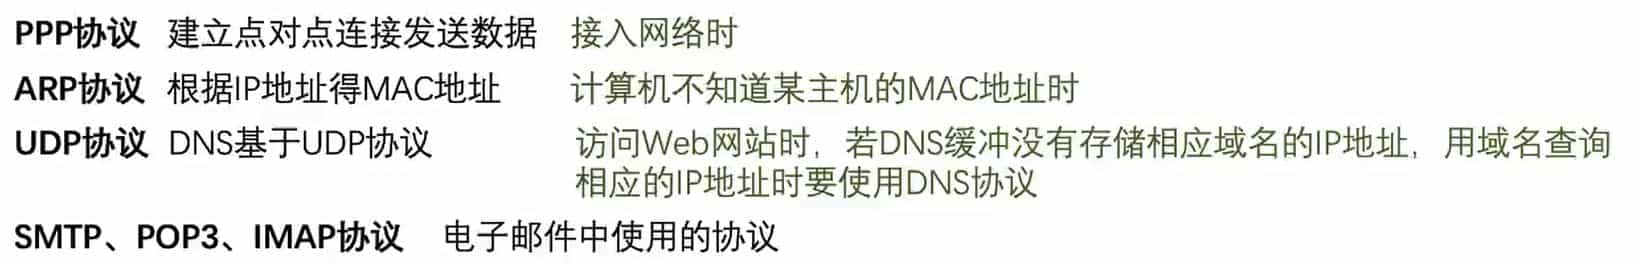 PPP协议 建立点对点连接发送数据 接入网络时
ARP协议 根据IP地址得MAC地址 计算机不知道某主机的MAC地址时
UDP协议 DNS基于UDP协议 访问Web网站时，若DNS缓冲没有存储相应域名的IP地址，用域名查询
相应的IP地址时要使用DNS协议
SMTP、POP3、IMAP协议 电子邮件中使用的协议